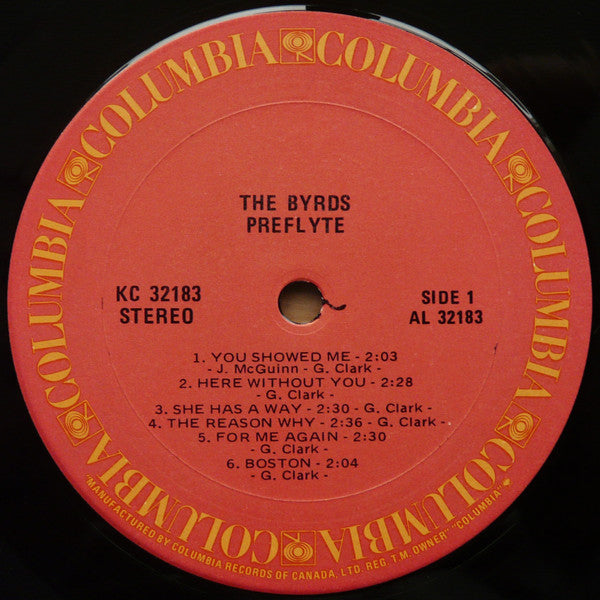 COLUMBIA COLUMBIA COLUMBIA COLUMBIA COLUMBIA COLUMBIA
THE BYRDS
PREFLYTE
KC 32183
STEREO
SIDE 1
AL 32183
1. YOU SHOWED ME - 2:03
- J. McGuinn - G. Clark -
2. HERE WITHOUT YOU - 2:28
- G. Clark -
3. SHE HAS A WAY - 2:30 - G. Clark -
4. THE REASON WHY - 2:36 - G. Clark -
5. FOR ME AGAIN - 2:30
- G. Clark -
6. BOSTON - 2:04
- G. Clark -
"MANUFACTURED BY COLUMBIA RECORDS OF CANADA, LTD. REG. T.M. OWNER" "COLUMBIA"